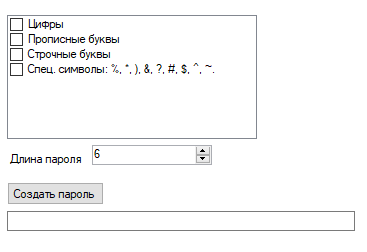 Цифры
Прописные буквы
Строчные буквы
Спец. символы: %, *, ), &, ?, #, $, ^, ~.
Длина пароля 6
Создать пароль